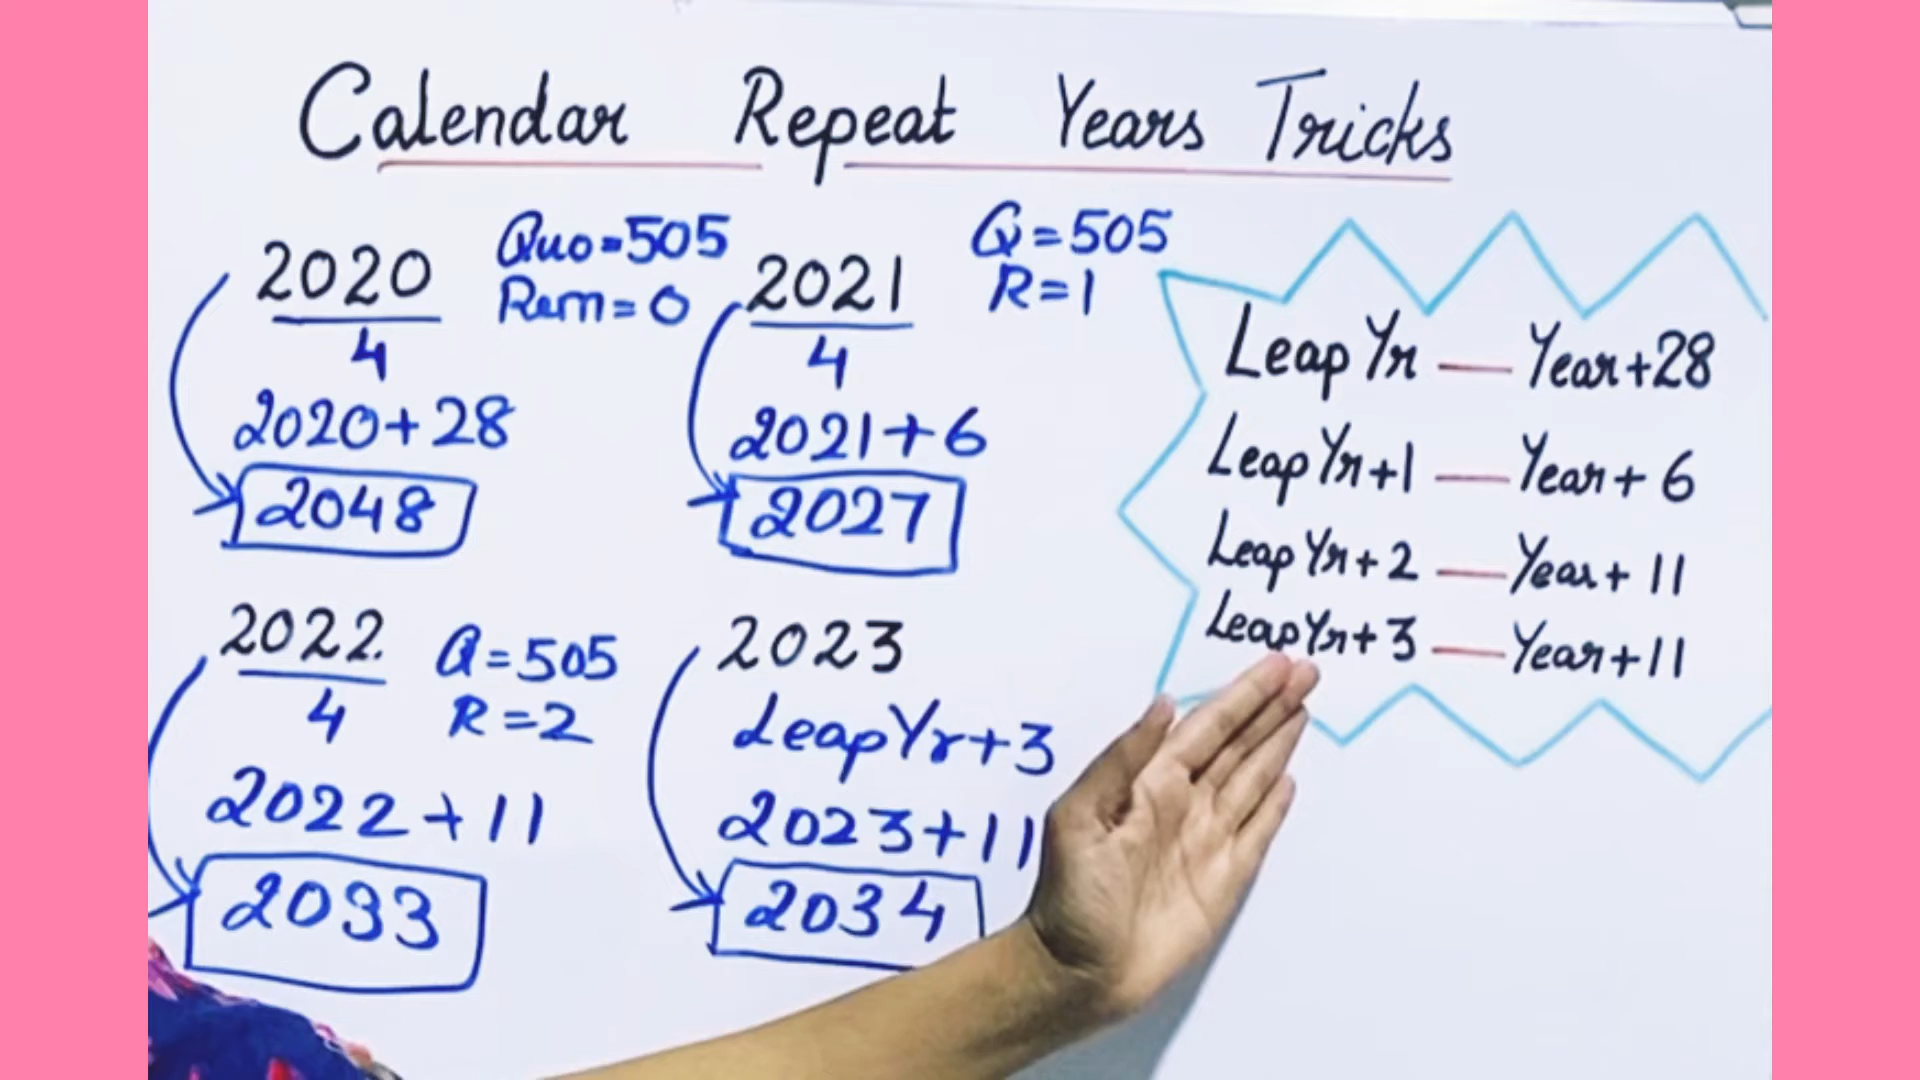 Calendar Repeat Years Tricks
2020
4
Quo=505
Rem=0
2020+28
2048
2021
4
Q=505
R=1
2021+6
2027
2022
4
Q=505
R=2
2022+11
2033
2023
LeapYr+3
2023+11
2034
Leap Yr — Year+28
Leap Yr+1 — Year+6
Leap Yr+2 — Year+11
Leap Yr+3 — Year+11